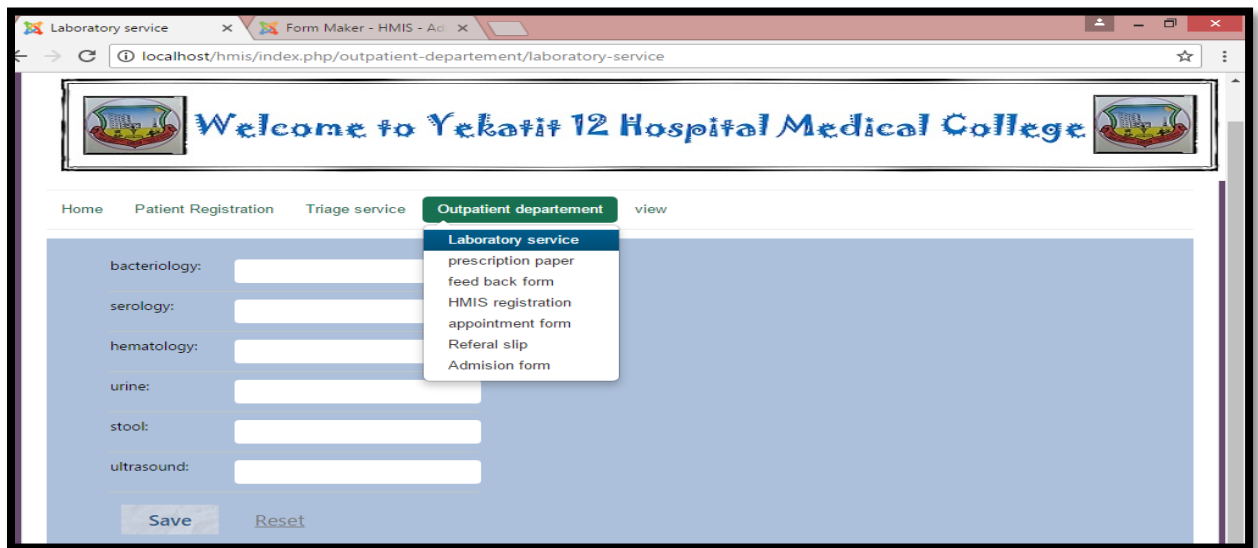 Laboratory service
Form Maker - HMIS - Ad
localhost/hmis/index.php/outpatient-departement/laboratory-service
Welcome to Yekatit 12 Hospital Medical College
Home Patient Registration Triage service Outpatient departement view
Laboratory service
prescription paper
feed back form
HMIS registration
appointment form
Referal slip
Admision form
bacteriology:
serology:
hematology:
urine:
stool:
ultrasound:
Save Reset